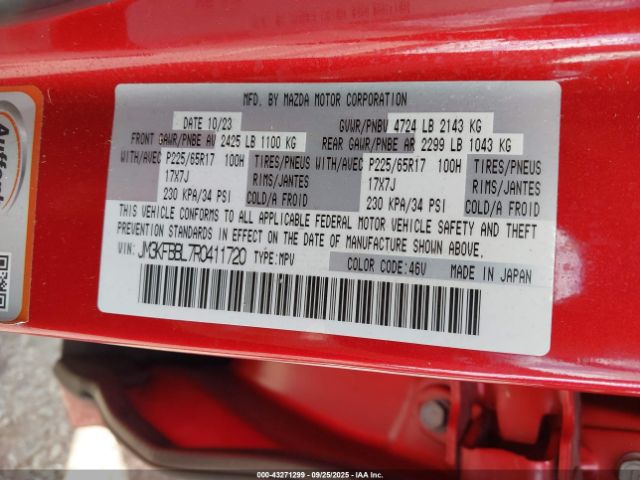 MFD. BY MAZDA MOTOR CORPORATION
DATE 10/23 GVWR/PNBV 4724 LB 2143 KG
FRONT GAWR/PNBE AV 2425 LB 1100 KG REAR GAWR/PNBE AR 2299 LB 1043 KG
WITH/AVEC P225/65R17 100H TIRES/PNEUS WITH/AVEC P225/65R17 100H TIRES/PNEUS
17X7J RIMS/JANTES 17X7J RIMS/JANTES
230 KPA/34 PSI COLD/A FROID 230 KPA/34 PSI COLD/A FROID
THIS VEHICLE CONFORMS TO ALL APPLICABLE FEDERAL MOTOR VEHICLE SAFETY AND THEFT
PREVENTION STANDARDS IN EFFECT ON THE DATE OF MANUFACTURE SHOWN ABOVE.
VIN: JM3KFBBL7R0411720 TYPE:MPV COLOR CODE:46V MADE IN JAPAN
00-43271299 - 09/25/2025 - IAA Inc.